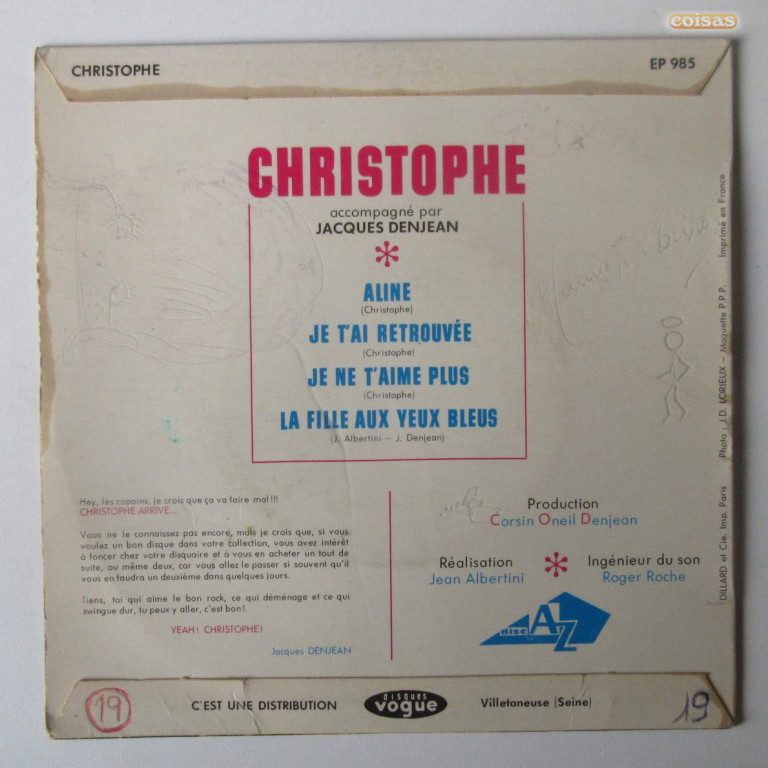 coisas
CHRISTOPHE
EP 985
CHRISTOPHE
accompagné par
JACQUES DENJEAN
ALINE
(Christophe)
JE T'AI RETROUVÉE
(Christophe)
JE NE T'AIME PLUS
(Christophe)
LA FILLE AUX YEUX BLEUS
(J. Albertini – J. Denjean)
Hey, les copains, je crois que ça va faire mal!!!
CHRISTOPHE ARRIVE...
Vous ne le connaissez pas encore, mais je crois que, si vous
voulez un bon disque dans votre collection, vous avez intérêt
à foncer chez votre disquaire et à vous en acheter un tout de
suite, ou même deux, car vous allez le passer si souvent qu'il
vous en faudra un deuxième dans quelques jours.
Tiens, toi qui aime le bon rock, ce qui déménage et ce qui
swingue dur, tu peux y aller, c'est bon!
YEAH! CHRISTOPHE!
Jacques DENJEAN
Production
Corsin Oneil Denjean
Réalisation
Jean Albertini
Ingénieur du son
Roger Roche
disc AZ
DILLARD et Cie. Imp. Paris Photo : J.D. LORIEUX – Maquette P.P.P. Imprimé en France
19
C'EST UNE DISTRIBUTION
disques
vogue
Villetaneuse (Seine)
19